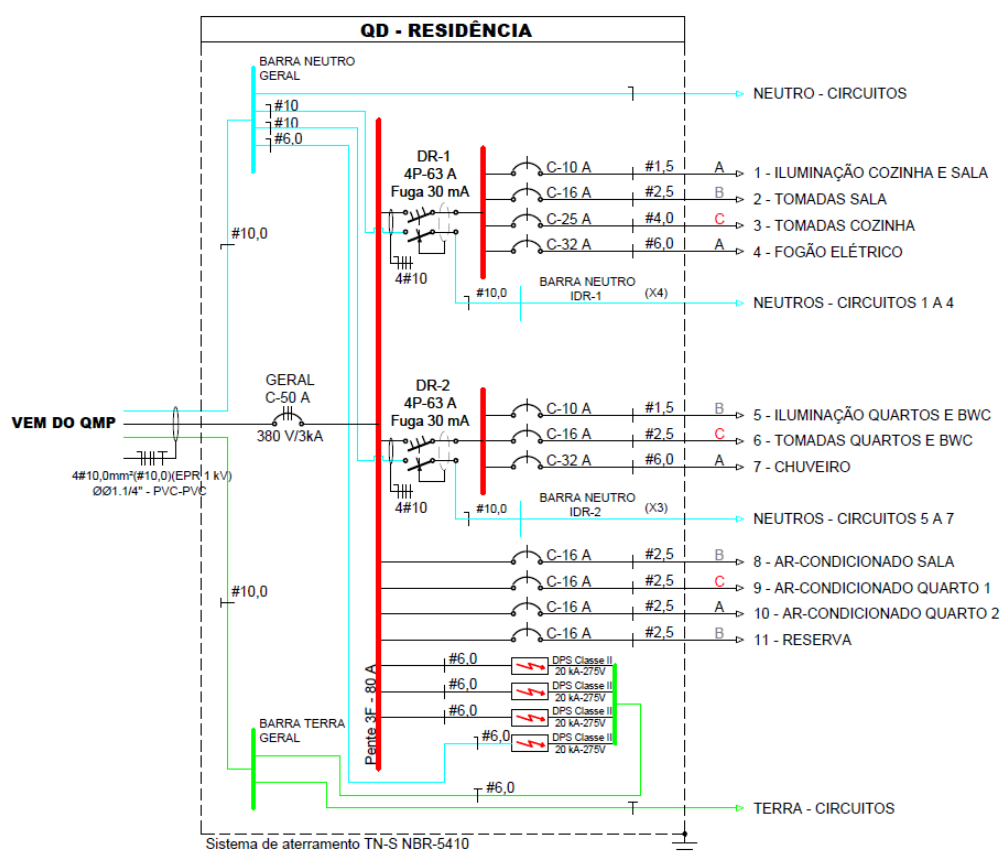 QD - RESIDÊNCIA
BARRA NEUTRO
GERAL
NEUTRO - CIRCUITOS
#10
#10
#6,0
DR-1
4P-63 A
Fuga 30 mA
4#10
C-10 A #1,5 A 1 - ILUMINAÇÃO COZINHA E SALA
C-16 A #2,5 B 2 - TOMADAS SALA
C-25 A #4,0 C 3 - TOMADAS COZINHA
C-32 A #6,0 A 4 - FOGÃO ELÉTRICO
#10,0
#10,0
BARRA NEUTRO
IDR-1
(X4)
NEUTROS - CIRCUITOS 1 A 4
GERAL
C-50 A
380 V/3kA
VEM DO QMP
4#10,0mm²(#10,0)(EPR 1 kV)
ØØ1.1/4" - PVC-PVC
DR-2
4P-63 A
Fuga 30 mA
4#10
C-10 A #1,5 B 5 - ILUMINAÇÃO QUARTOS E BWC
C-16 A #2,5 C 6 - TOMADAS QUARTOS E BWC
C-32 A #6,0 A 7 - CHUVEIRO
#10,0
BARRA NEUTRO
IDR-2
(X3)
NEUTROS - CIRCUITOS 5 A 7
C-16 A #2,5 B 8 - AR-CONDICIONADO SALA
C-16 A #2,5 C 9 - AR-CONDICIONADO QUARTO 1
C-16 A #2,5 A 10 - AR-CONDICIONADO QUARTO 2
C-16 A #2,5 B 11 - RESERVA
#10,0
Pente 3F - 80 A
#6,0
DPS Classe II
20 kA-275V
#6,0
DPS Classe II
20 kA-275V
#6,0
DPS Classe II
20 kA-275V
#6,0
DPS Classe II
20 kA-275V
BARRA TERRA
GERAL
#6,0
TERRA - CIRCUITOS
Sistema de aterramento TN-S NBR-5410